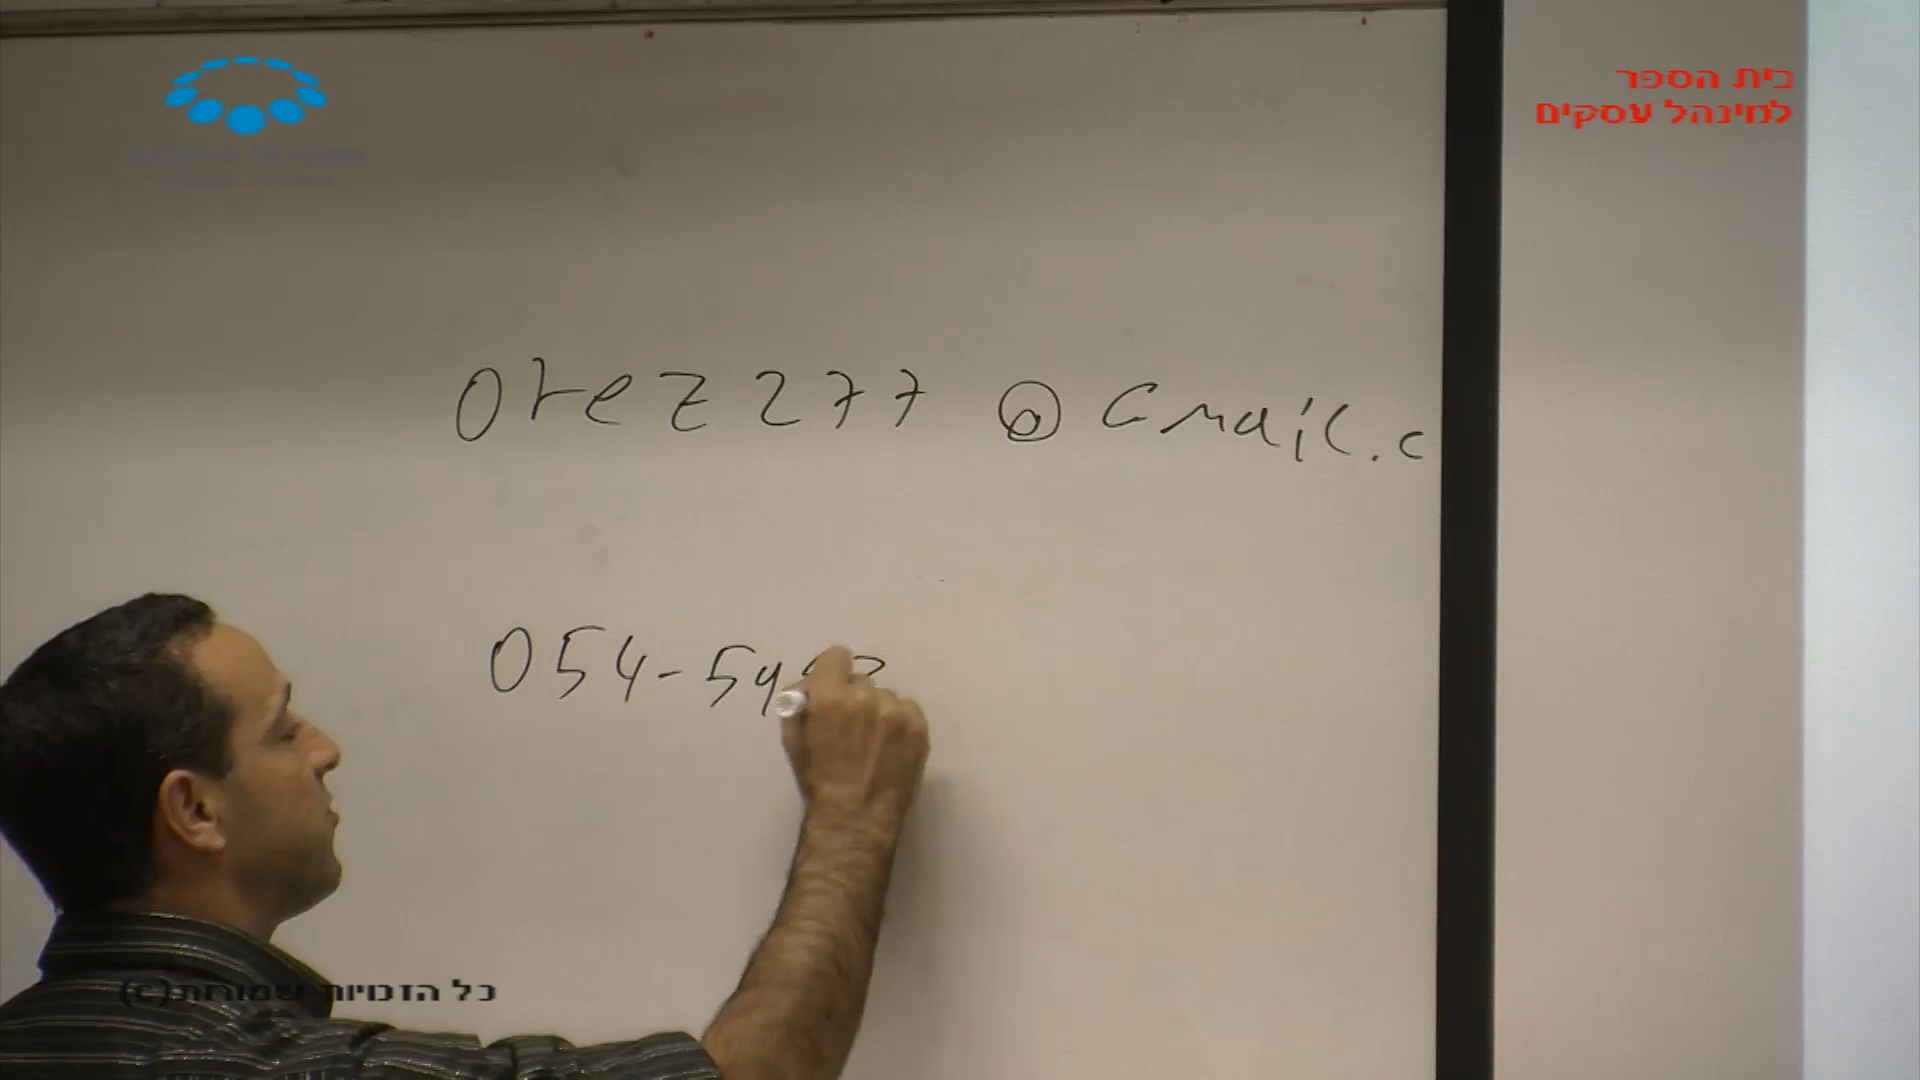 בית הספר
למינהל עסקים
orez277@Gmail.c
054-54
כל הזכויות שמורות(c)